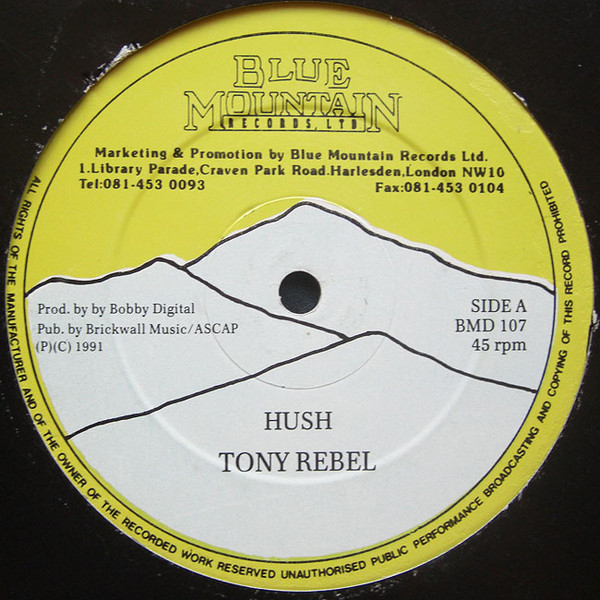 BLUE
MOUNTAIN
RECORDS, LTD
Marketing & Promotion by Blue Mountain Records Ltd.
1.Library Parade,Craven Park Road.Harlesden,London NW10
Tel:081-453 0093 Fax:081-453 0104
Prod. by by Bobby Digital
Pub. by Brickwall Music/ASCAP
(P)(C) 1991
SIDE A
BMD 107
45 rpm
HUSH
TONY REBEL
ALL RIGHTS OF THE MANUFACTURER AND OF THE OWNER OF THE RECORDED WORK RESERVED UNAUTHORISED PUBLIC PERFORMANCE BROADCASTING AND COPYING OF THIS RECORD PROHIBITED